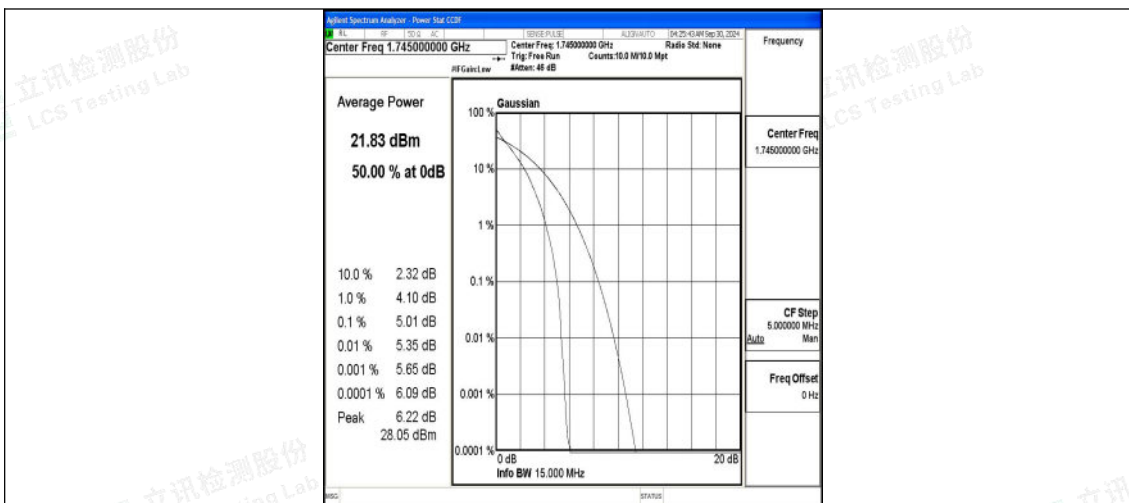 Agilent Spectrum Analyzer - Power Stat CCDF
RL RF 50 Ω AC SENSE:PULSE ALIGNAUTO 04:25:43 AM Sep 30, 2024
Center Freq 1.745000000 GHz
Center Freq: 1.745000000 GHz Radio Std: None
Trig: Free Run Counts:10.0 M/10.0 Mpt
#IFGain:Low #Atten: 46 dB
Frequency
Average Power
21.83 dBm
50.00 % at 0dB
10.0 % 2.32 dB
1.0 % 4.10 dB
0.1 % 5.01 dB
0.01 % 5.35 dB
0.001 % 5.65 dB
0.0001 % 6.09 dB
Peak 6.22 dB
28.05 dBm
Gaussian
100 %
10 %
1 %
0.1 %
0.01 %
0.001 %
0.0001 %
0 dB 20 dB
Info BW 15.000 MHz
Center Freq
1.745000000 GHz
CF Step
5.000000 MHz
Auto Man
Freq Offset
0 Hz
MSG STATUS
立讯检测股份
LCS Testing Lab
立讯检测股份
LCS Testing Lab
立讯检测股份